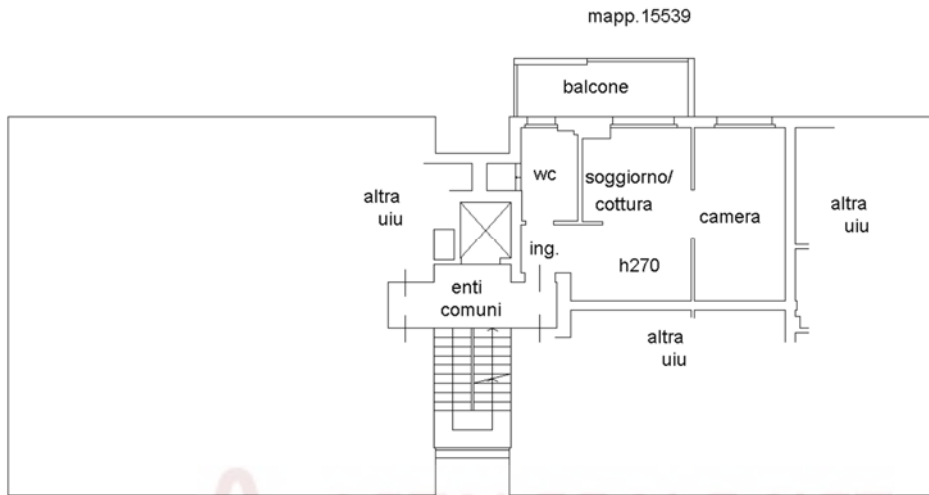 mapp.15539
balcone
wc
soggiorno/
cottura
camera
altra
uiu
altra
uiu
ing.
h270
enti
comuni
altra
uiu